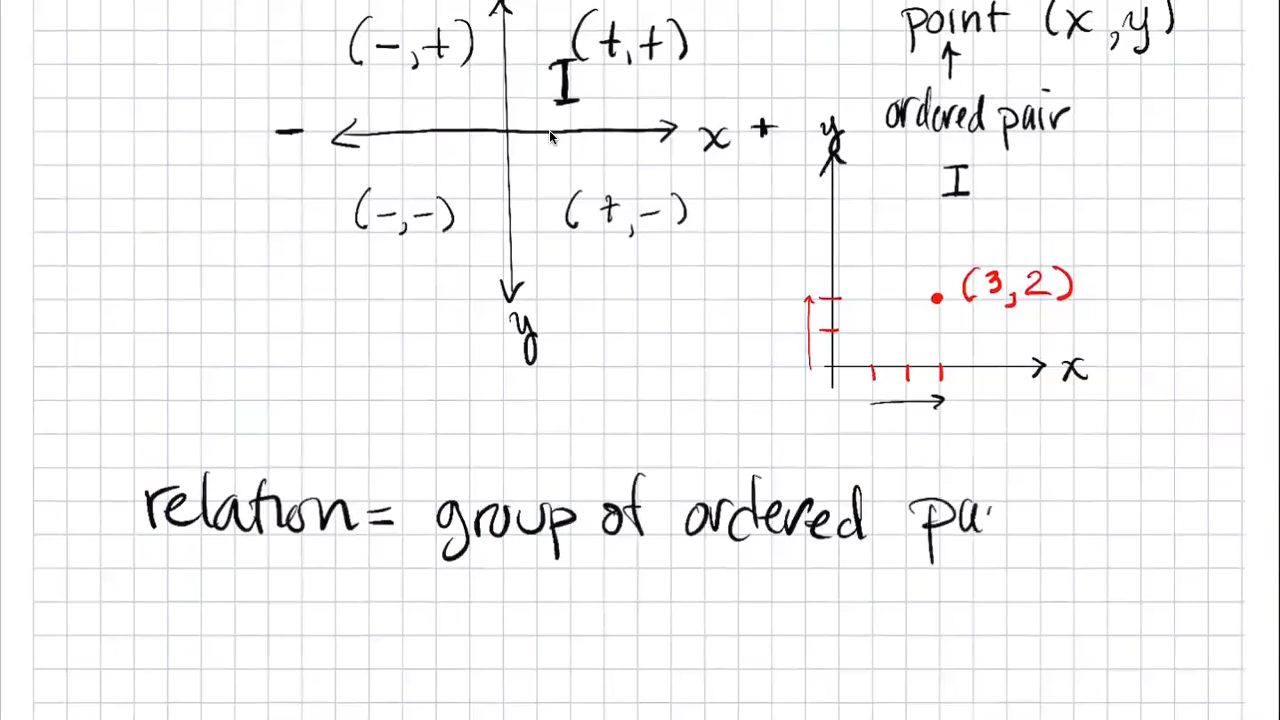 (-,+) (+,+)
I
- x +
(-,-) (+,-)
y
point (x,y)
ordered pair
I
y
(3,2)
x
relation= group of ordered pa